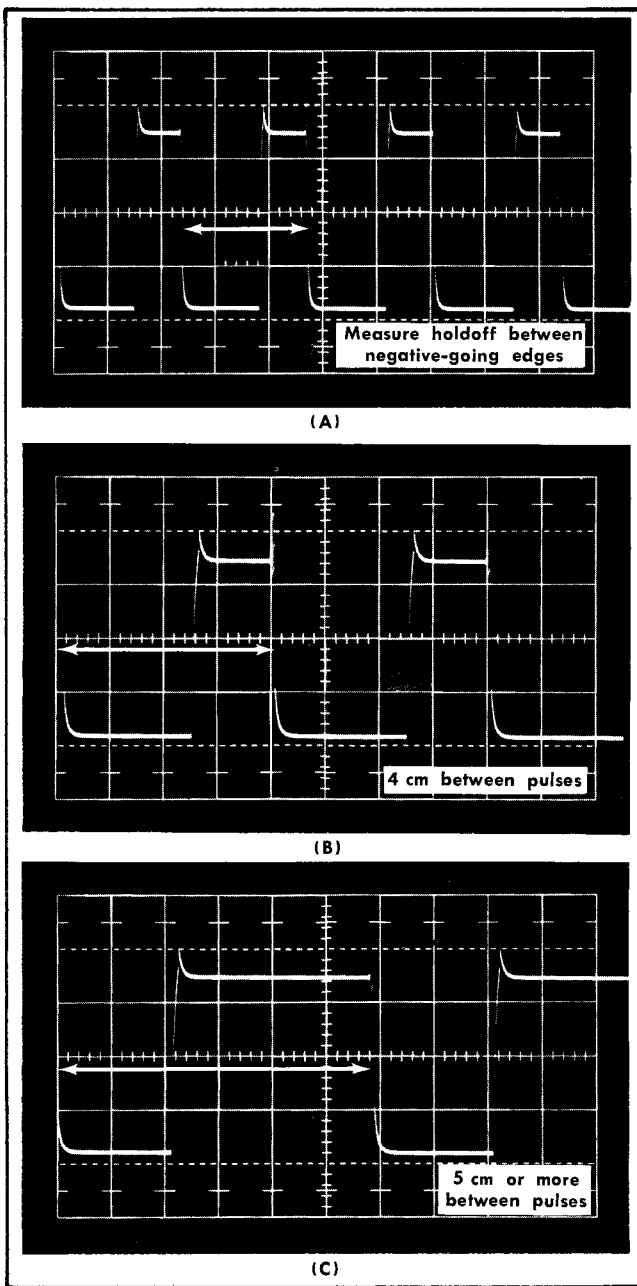 Measure holdoff between
negative-going edges
(A)
4 cm between pulses
(B)
5 cm or more
between pulses
(C)